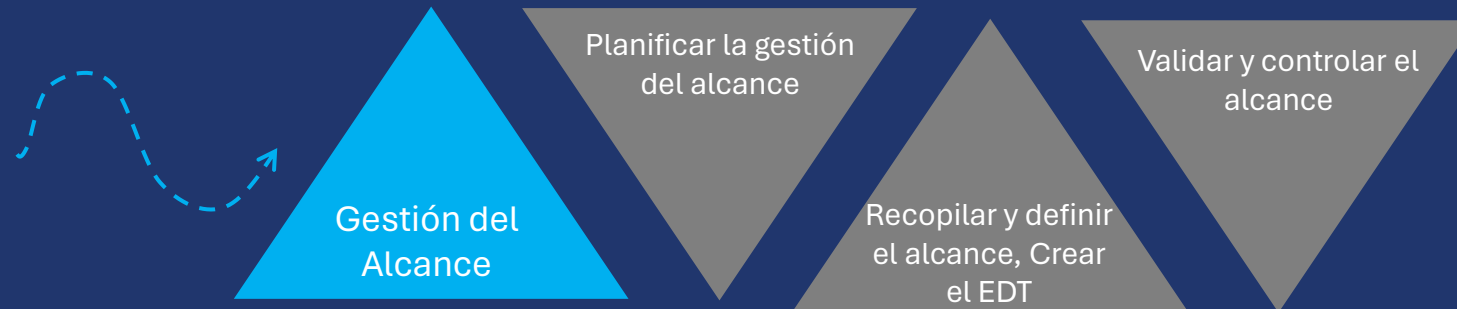 Gestión del
Alcance
Planificar la gestión
del alcance
Recopilar y definir
el alcance, Crear
el EDT
Validar y controlar el
alcance